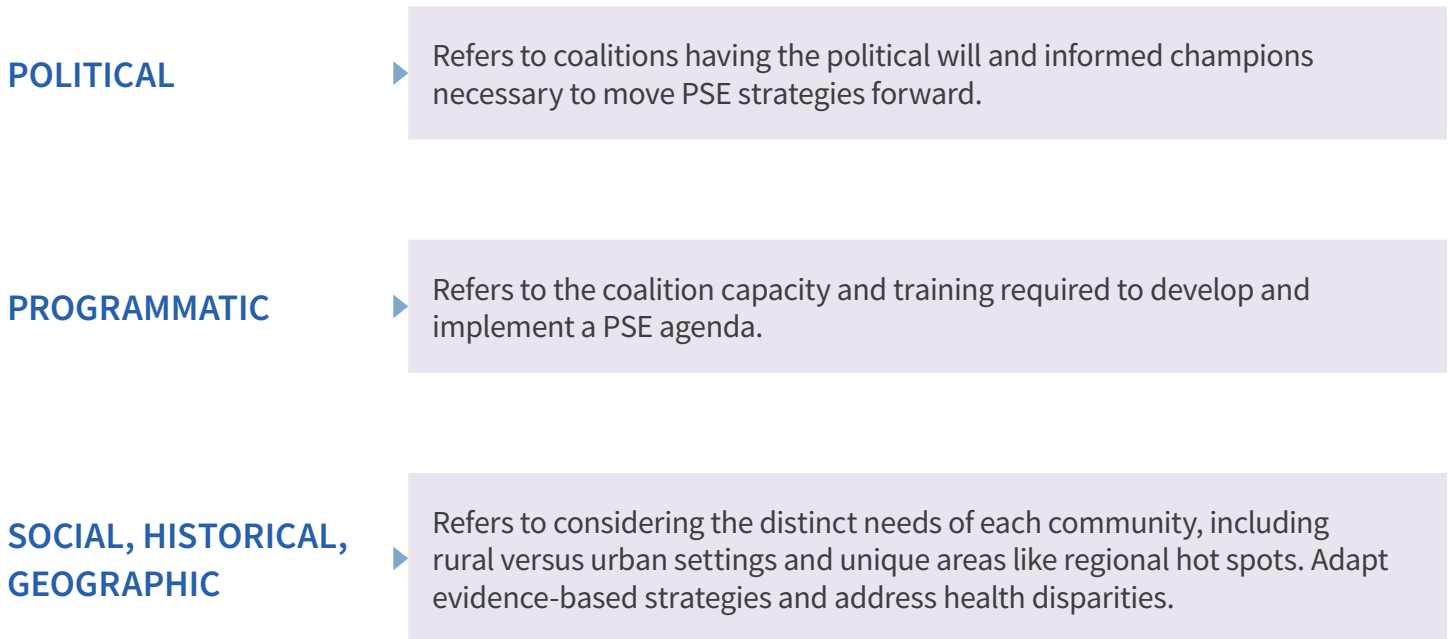 POLITICAL
Refers to coalitions having the political will and informed champions
necessary to move PSE strategies forward.
PROGRAMMATIC
Refers to the coalition capacity and training required to develop and
implement a PSE agenda.
SOCIAL, HISTORICAL,
GEOGRAPHIC
Refers to considering the distinct needs of each community, including
rural versus urban settings and unique areas like regional hot spots. Adapt
evidence-based strategies and address health disparities.